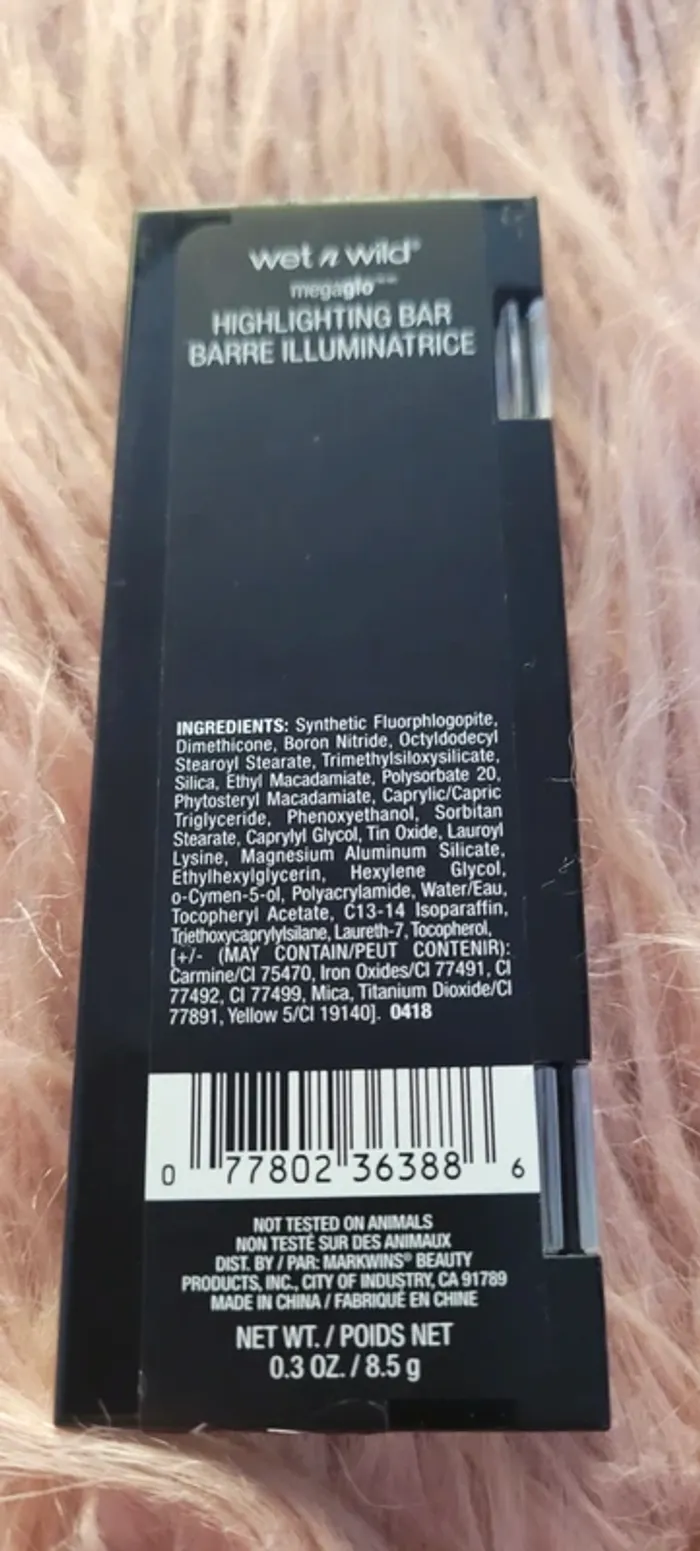 wet n wild®
megaglo™
HIGHLIGHTING BAR
BARRE ILLUMINATRICE
INGREDIENTS: Synthetic Fluorphlogopite,
Dimethicone, Boron Nitride, Octyldodecyl
Stearoyl Stearate, Trimethylsiloxysilicate,
Silica, Ethyl Macadamiate, Polysorbate 20,
Phytosteryl Macadamiate, Caprylic/Capric
Triglyceride, Phenoxyethanol, Sorbitan
Stearate, Caprylyl Glycol, Tin Oxide, Lauroyl
Lysine, Magnesium Aluminum Silicate,
Ethylhexylglycerin, Hexylene Glycol,
o-Cymen-5-ol, Polyacrylamide, Water/Eau,
Tocopheryl Acetate, C13-14 Isoparaffin,
Triethoxycaprylylsilane, Laureth-7, Tocopherol,
[+/- (MAY CONTAIN/PEUT CONTENIR):
Carmine/CI 75470, Iron Oxides/CI 77491, CI
77492, CI 77499, Mica, Titanium Dioxide/CI
77891, Yellow 5/CI 19140]. 0418
0 77802 36388 6
NOT TESTED ON ANIMALS
NON TESTÉ SUR DES ANIMAUX
DIST. BY / PAR: MARKWINS® BEAUTY
PRODUCTS, INC., CITY OF INDUSTRY, CA 91789
MADE IN CHINA / FABRIQUÉ EN CHINE
NET WT. / POIDS NET
0.3 OZ. / 8.5 g